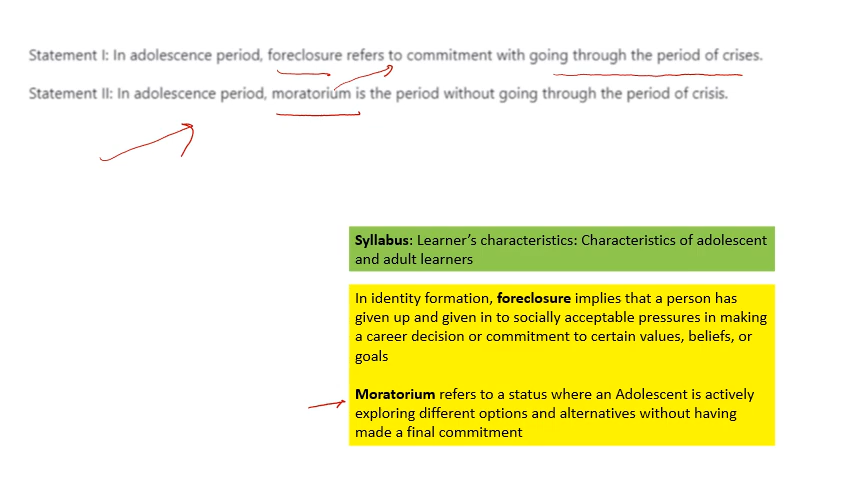 Statement I: In adolescence period, foreclosure refers to commitment with going through the period of crises.
Statement II: In adolescence period, moratorium is the period without going through the period of crisis.
Syllabus: Learner's characteristics: Characteristics of adolescent
and adult learners
In identity formation, foreclosure implies that a person has
given up and given in to socially acceptable pressures in making
a career decision or commitment to certain values, beliefs, or
goals
Moratorium refers to a status where an Adolescent is actively
exploring different options and alternatives without having
made a final commitment